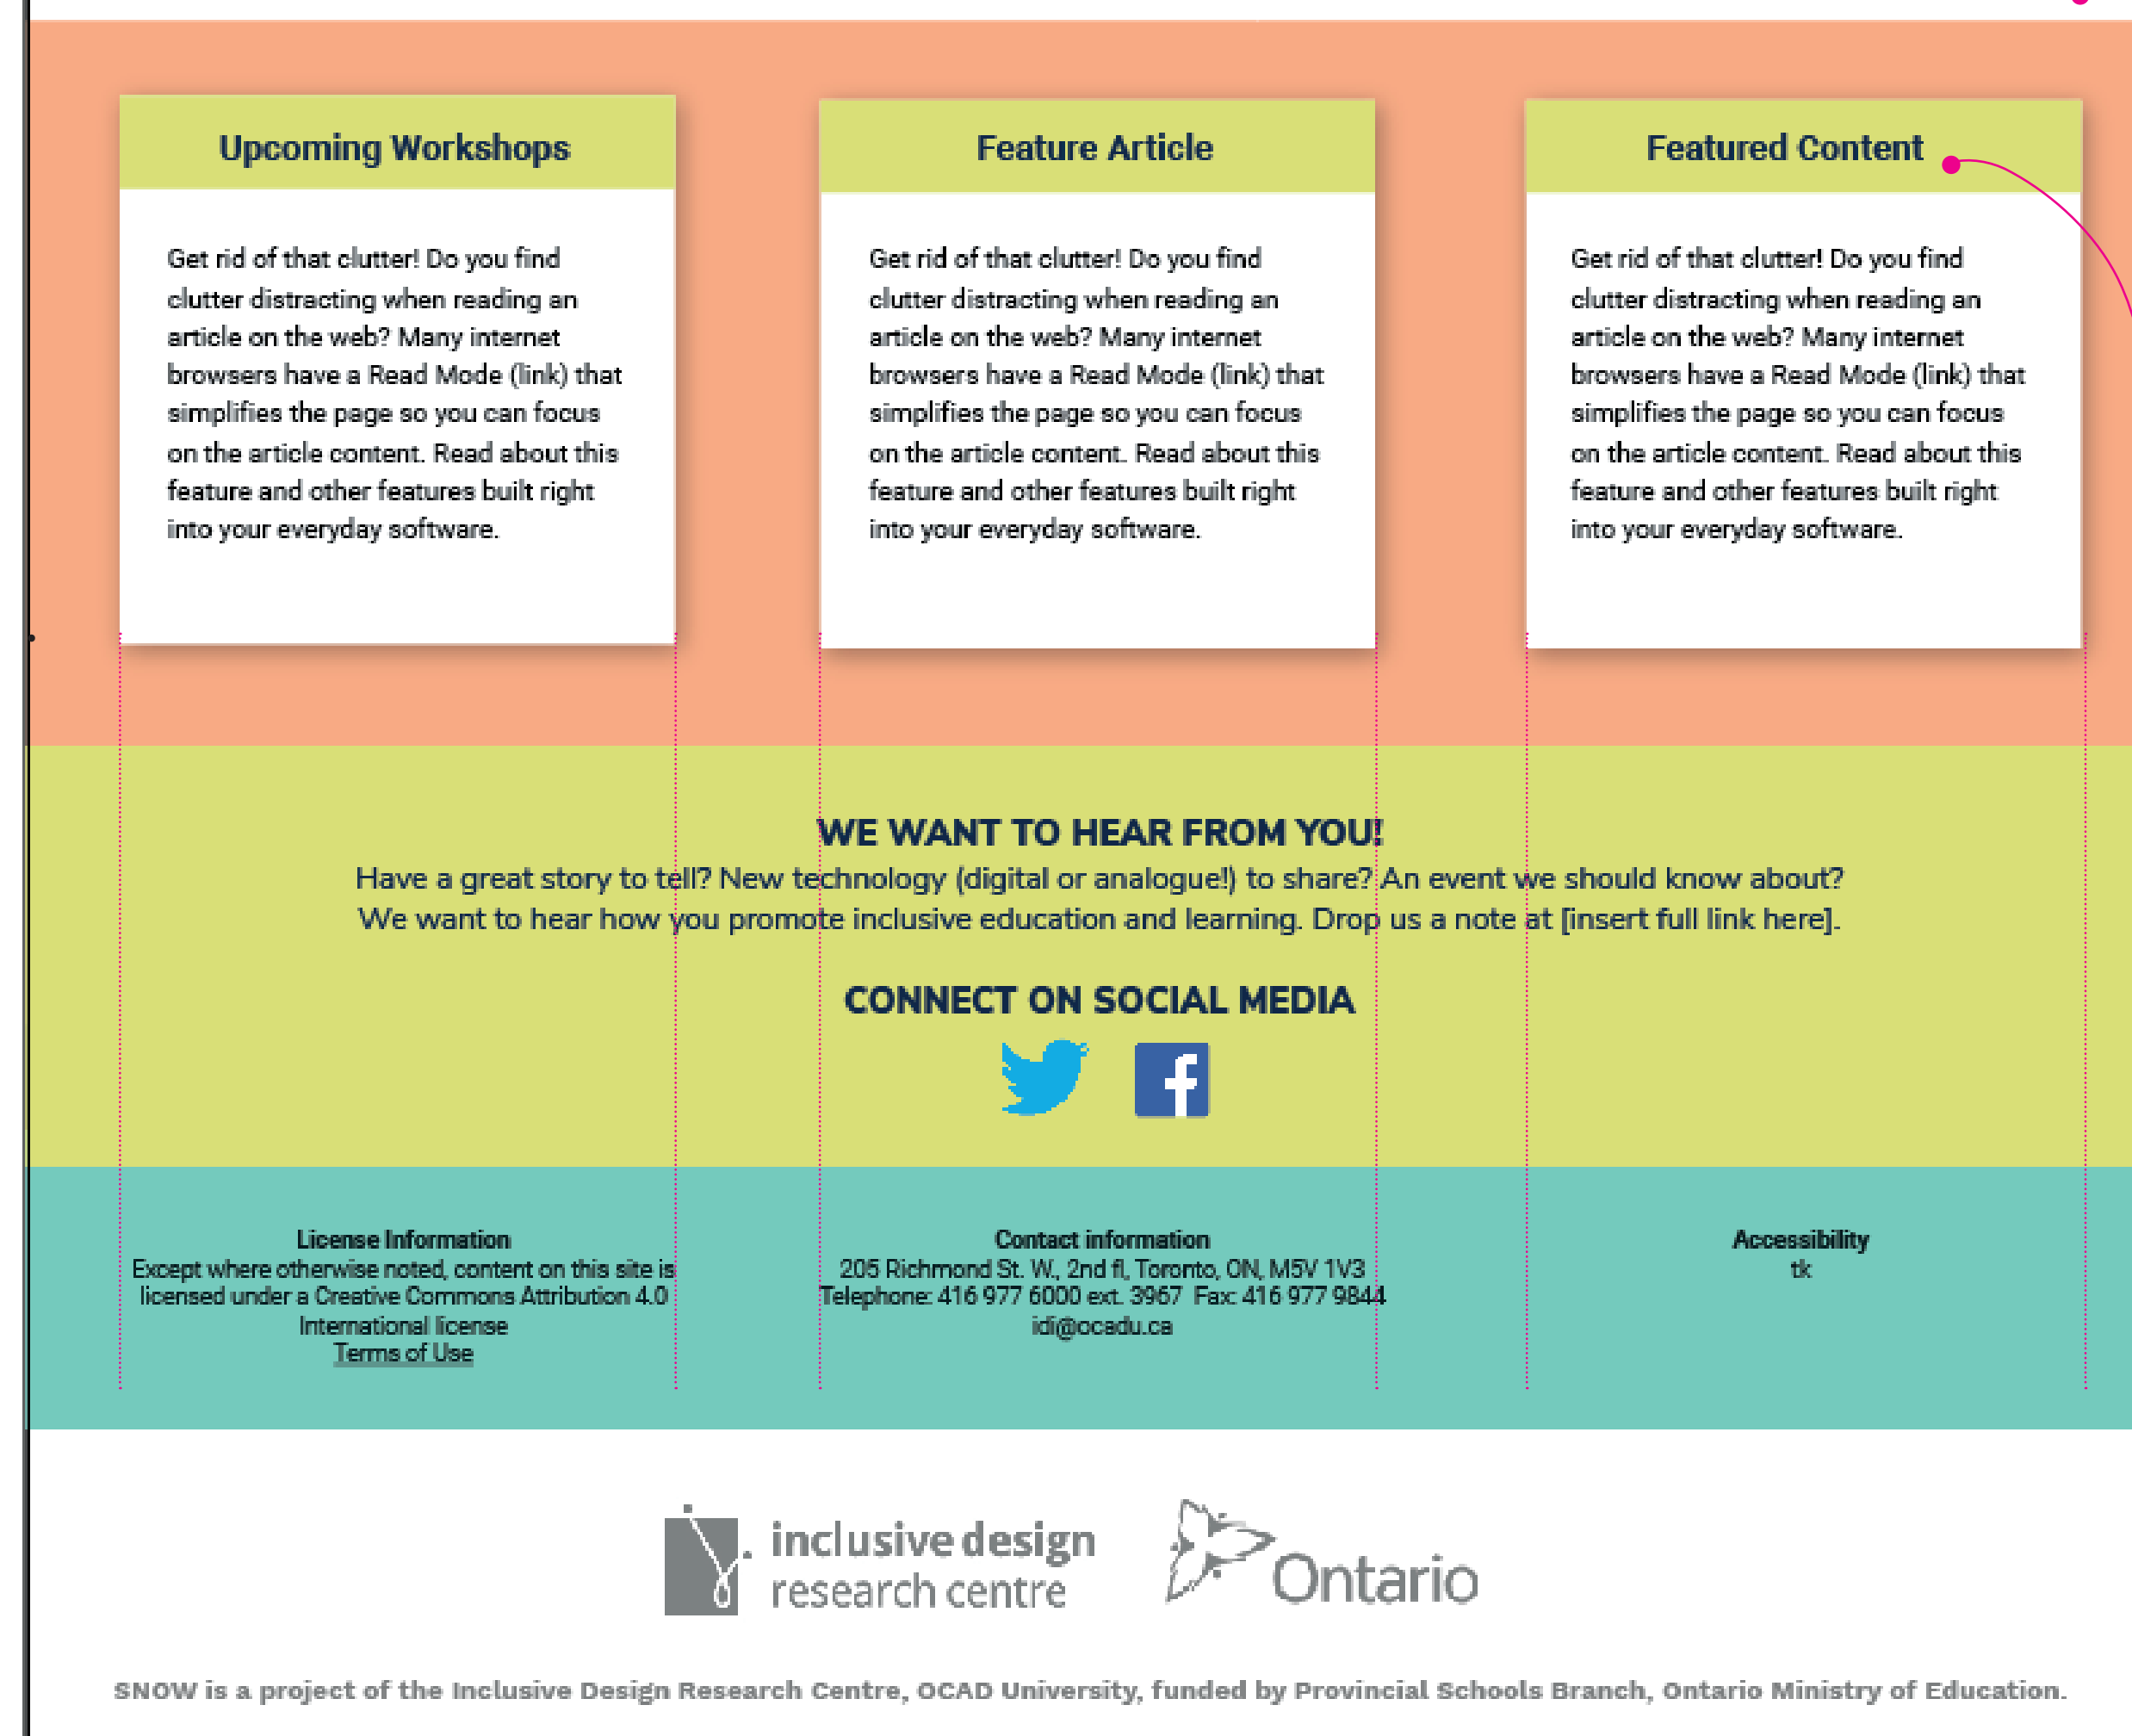 Upcoming Workshops
Get rid of that clutter! Do you find
clutter distracting when reading an
article on the web? Many internet
browsers have a Read Mode (link) that
simplifies the page so you can focus
on the article content. Read about this
feature and other features built right
into your everyday software.
Feature Article
Get rid of that clutter! Do you find
clutter distracting when reading an
article on the web? Many internet
browsers have a Read Mode (link) that
simplifies the page so you can focus
on the article content. Read about this
feature and other features built right
into your everyday software.
Featured Content
Get rid of that clutter! Do you find
clutter distracting when reading an
article on the web? Many internet
browsers have a Read Mode (link) that
simplifies the page so you can focus
on the article content. Read about this
feature and other features built right
into your everyday software.
WE WANT TO HEAR FROM YOU!
Have a great story to tell? New technology (digital or analogue!) to share? An event we should know about?
We want to hear how you promote inclusive education and learning. Drop us a note at [insert full link here].
CONNECT ON SOCIAL MEDIA
License Information
Except where otherwise noted, content on this site is
licensed under a Creative Commons Attribution 4.0
International license
Terms of Use
Contact information
205 Richmond St. W., 2nd fl, Toronto, ON, M5V 1V3
Telephone: 416 977 6000 ext. 3967 Fax: 416 977 9844
idi@ocadu.ca
Accessibility
tk
inclusive design
research centre
Ontario
SNOW is a project of the Inclusive Design Research Centre, OCAD University, funded by Provincial Schools Branch, Ontario Ministry of Education.